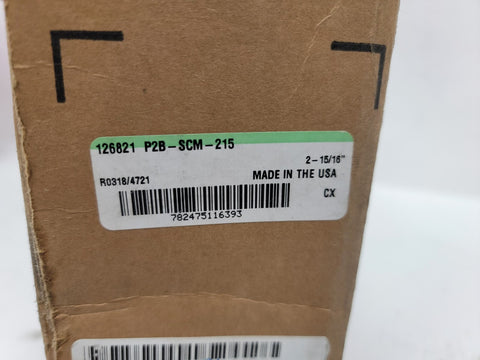 126821 P2B-SCM-215
2-15/16"
R0318/4721
MADE IN THE USA
CX
782475116393